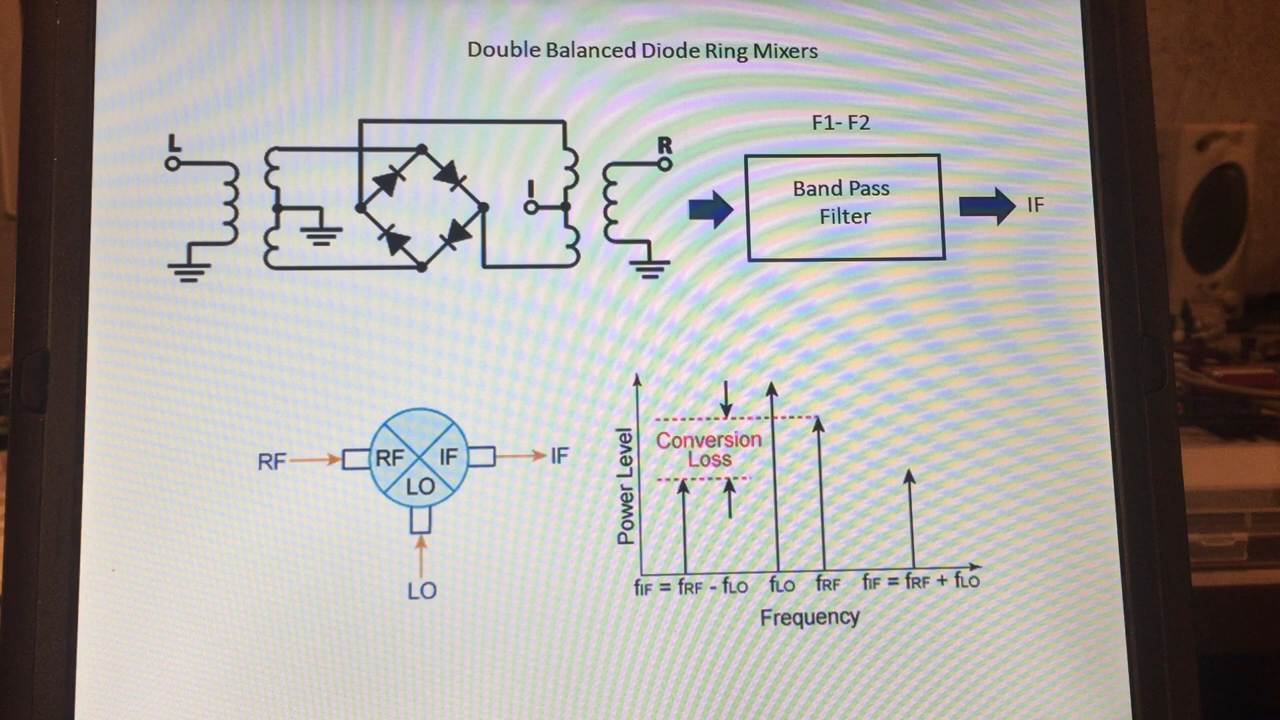 Double Balanced Diode Ring Mixers
L
I
R
F1- F2
Band Pass
Filter
IF
RF
RF
IF
LO
IF
LO
Power Level
Conversion
Loss
fIF = fRF - fLO
fLO
fRF
fIF = fRF + fLO
Frequency